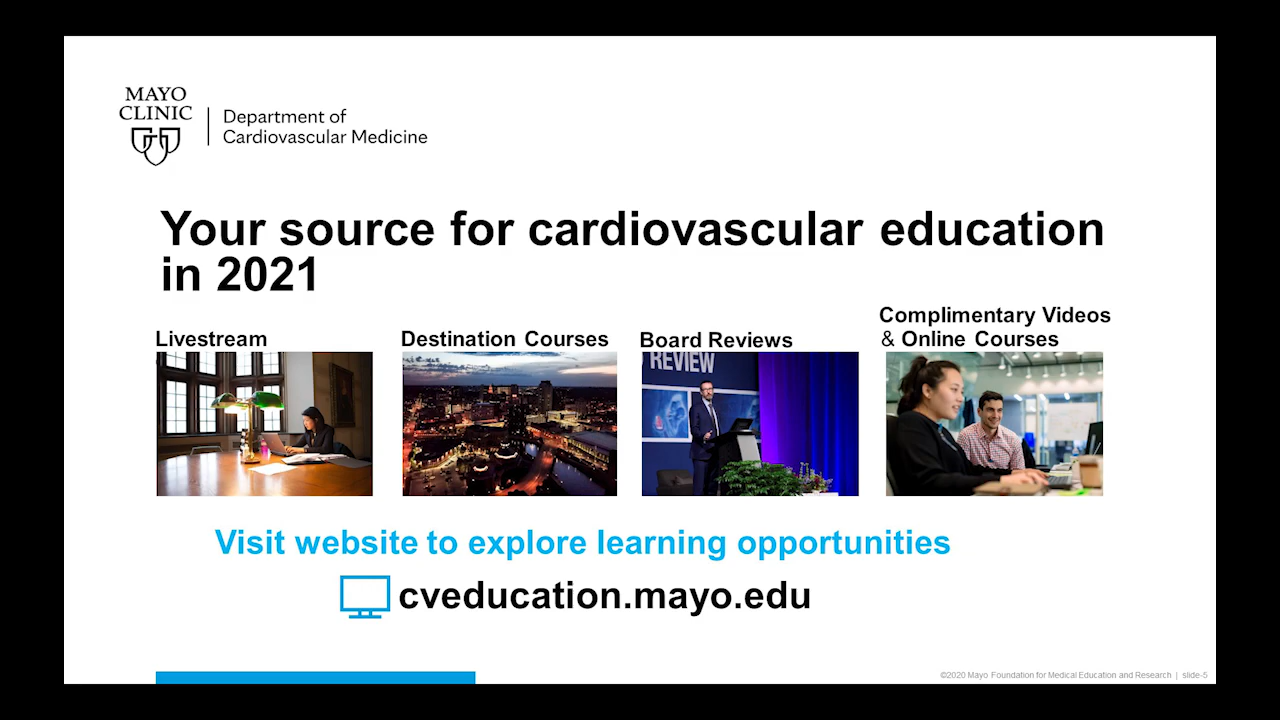 MAYO
CLINIC
Department of
Cardiovascular Medicine
Your source for cardiovascular education
in 2021
Livestream
Destination Courses
Board Reviews
Complimentary Videos
& Online Courses
REVIEW
Visit website to explore learning opportunities
cveducation.mayo.edu
©2020 Mayo Foundation for Medical Education and Research | slide-5